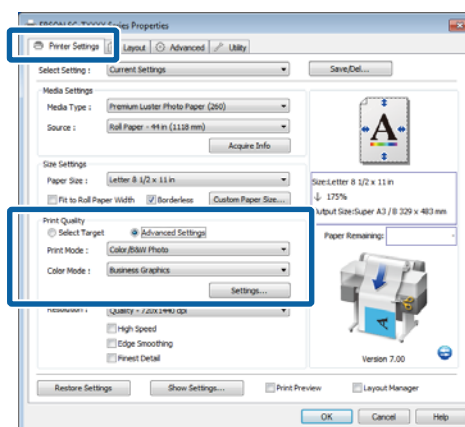 EPSON SC-TXXXX Series Properties
Printer Settings Layout Advanced Utility
Select Setting : Current Settings Save/Del...
Media Settings
Media Type : Premium Luster Photo Paper (260)
Source : Roll Paper - 44 in (1118 mm)
Acquire Info
Size Settings
Paper Size : Letter 8 1/2 x 11 in
Fit to Roll Paper Width Borderless Custom Paper Size...
A
Size:Letter 8 1/2 x 11 in
175%
Output Size:Super A3 / B 329 x 483 mm
Print Quality
Select Target Advanced Settings
Print Mode : Color/B&W Photo
Color Mode : Business Graphics
Settings...
Paper Remaining: -
Resolution : Quality - 720x1440 dpi
High Speed
Edge Smoothing
Finest Detail
A
Version 7.00
Restore Settings Show Settings... Print Preview Layout Manager
OK Cancel Help